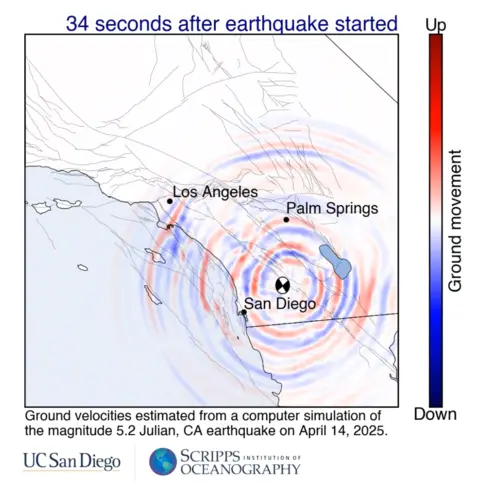 34 seconds after earthquake started
Up
Los Angeles
Palm Springs
San Diego
Ground movement
Down
Ground velocities estimated from a computer simulation of
the magnitude 5.2 Julian, CA earthquake on April 14, 2025.
UC San Diego
SCRIPPS INSTITUTION OF
OCEANOGRAPHY